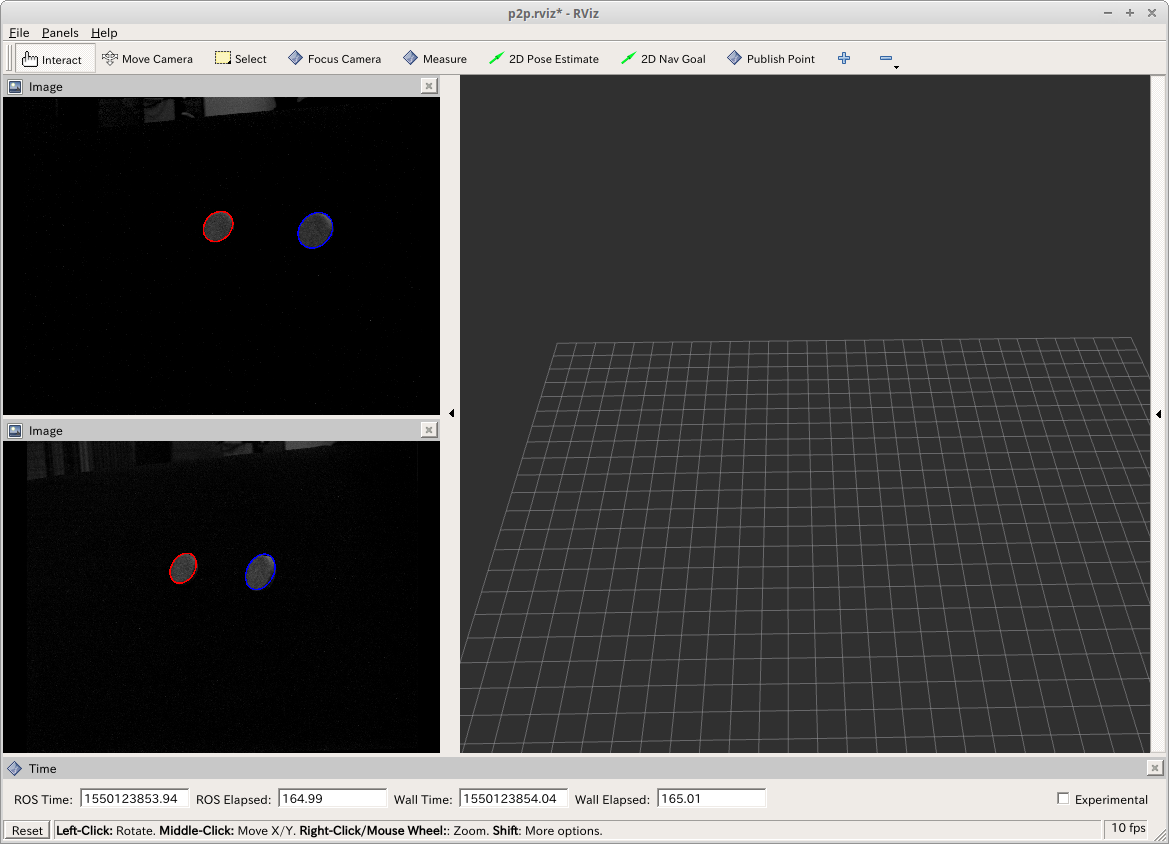 p2p.rviz* - RViz
File Panels Help
Interact Move Camera Select Focus Camera Measure 2D Pose Estimate 2D Nav Goal Publish Point
Image
Image
Time
ROS Time: 1550123853.94 ROS Elapsed: 164.99 Wall Time: 1550123854.04 Wall Elapsed: 165.01 Experimental
Reset Left-Click: Rotate. Middle-Click: Move X/Y. Right-Click/Mouse Wheel:: Zoom. Shift: More options. 10 fps